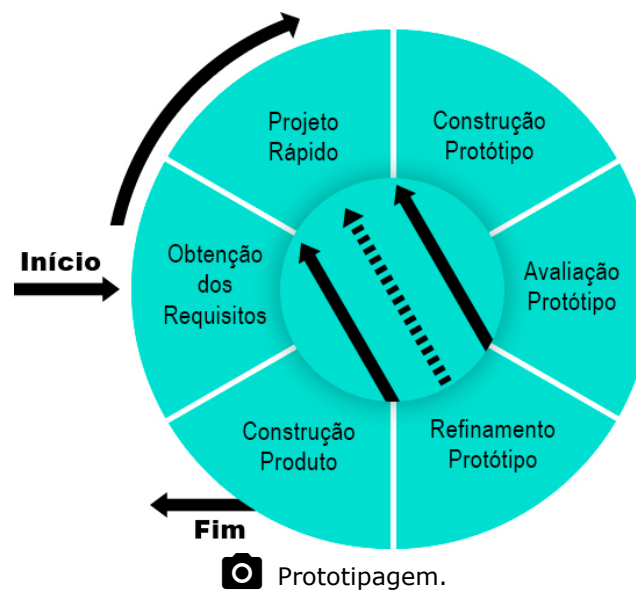 Início
Obtenção
dos
Requisitos
Projeto
Rápido
Construção
Protótipo
Avaliação
Protótipo
Refinamento
Protótipo
Construção
Produto
Fim
Prototipagem.